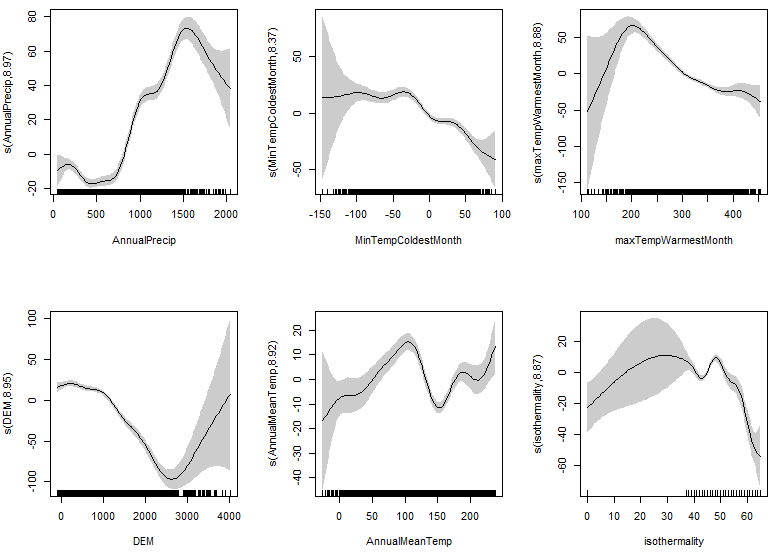 s(AnnualPrecip,8.97)
80
60
40
20
0
-20
0 500 1000 1500 2000
AnnualPrecip
s(MinTempColdestMonth,8.37)
50
0
-50
-150 -100 -50 0 50 100
MinTempColdestMonth
s(maxTempWarmestMonth,8.88)
50
0
-50
-100
-150
100 200 300 400
maxTempWarmestMonth
s(DEM,8.95)
100
50
0
-50
-100
0 1000 2000 3000 4000
DEM
s(AnnualMeanTemp,8.92)
20
10
0
-10
-20
-30
-40
0 50 100 150 200
AnnualMeanTemp
s(isothermality,8.87)
20
0
-20
-40
-60
0 10 20 30 40 50 60
isothermality